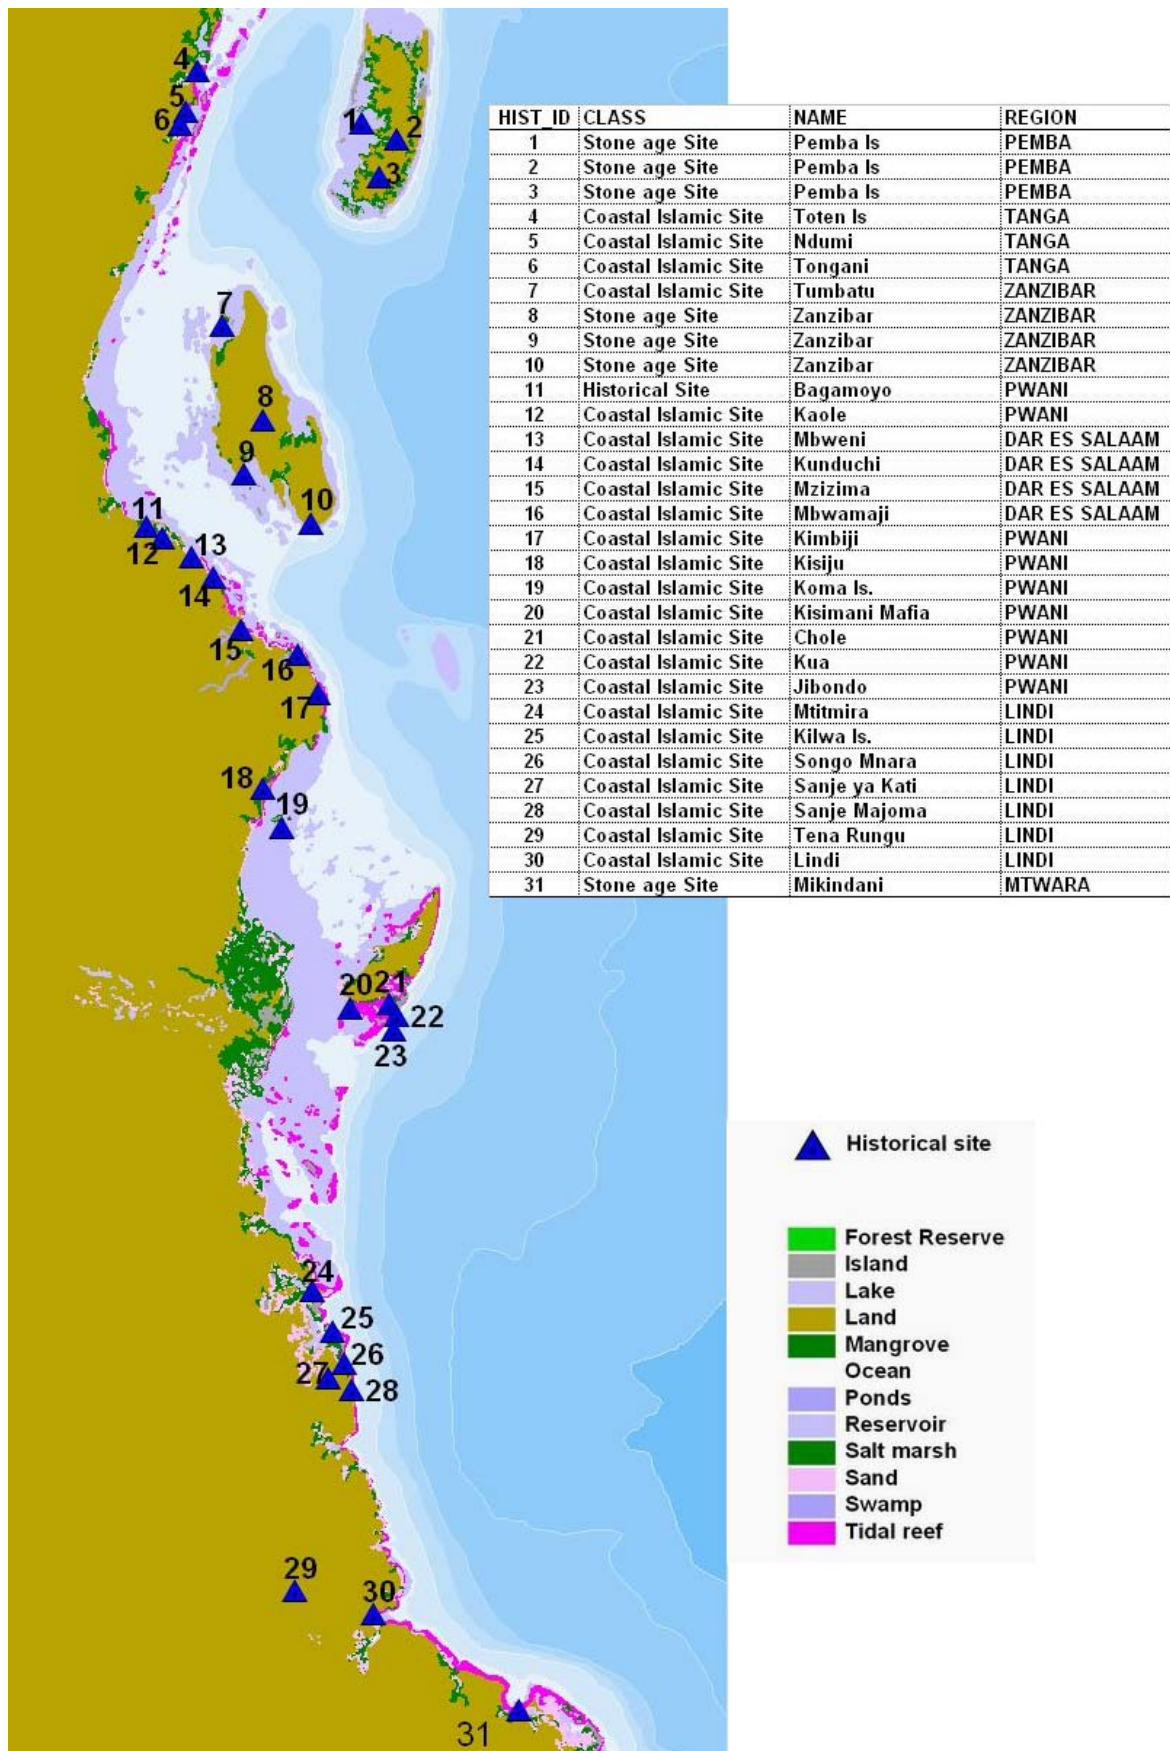 4
5
6
1
2
3
7
8
9
10
11
12
13
14
15
16
17
18
19
20
21
22
23
24
25
26
27
28
29
30
31
HIST_ID CLASS NAME REGION
1 Stone age Site Pemba Is PEMBA
2 Stone age Site Pemba Is PEMBA
3 Stone age Site Pemba Is PEMBA
4 Coastal Islamic Site Toten Is TANGA
5 Coastal Islamic Site Ndumi TANGA
6 Coastal Islamic Site Tongani TANGA
7 Coastal Islamic Site Tumbatu ZANZIBAR
8 Stone age Site Zanzibar ZANZIBAR
9 Stone age Site Zanzibar ZANZIBAR
10 Stone age Site Zanzibar ZANZIBAR
11 Historical Site Bagamoyo PWANI
12 Coastal Islamic Site Kaole PWANI
13 Coastal Islamic Site Mbweni DAR ES SALAAM
14 Coastal Islamic Site Kunduchi DAR ES SALAAM
15 Coastal Islamic Site Mzizima DAR ES SALAAM
16 Coastal Islamic Site Mbwamaji DAR ES SALAAM
17 Coastal Islamic Site Kimbiji PWANI
18 Coastal Islamic Site Kisiju PWANI
19 Coastal Islamic Site Koma Is. PWANI
20 Coastal Islamic Site Kisimani Mafia PWANI
21 Coastal Islamic Site Chole PWANI
22 Coastal Islamic Site Kua PWANI
23 Coastal Islamic Site Jibondo PWANI
24 Coastal Islamic Site Mtitmira LINDI
25 Coastal Islamic Site Kilwa Is. LINDI
26 Coastal Islamic Site Songo Mnara LINDI
27 Coastal Islamic Site Sanje ya Kati LINDI
28 Coastal Islamic Site Sanje Majoma LINDI
29 Coastal Islamic Site Tena Rungu LINDI
30 Coastal Islamic Site Lindi LINDI
31 Stone age Site Mikindani MTWARA
Historical site
Forest Reserve
Island
Lake
Land
Mangrove
Ocean
Ponds
Reservoir
Salt marsh
Sand
Swamp
Tidal reef